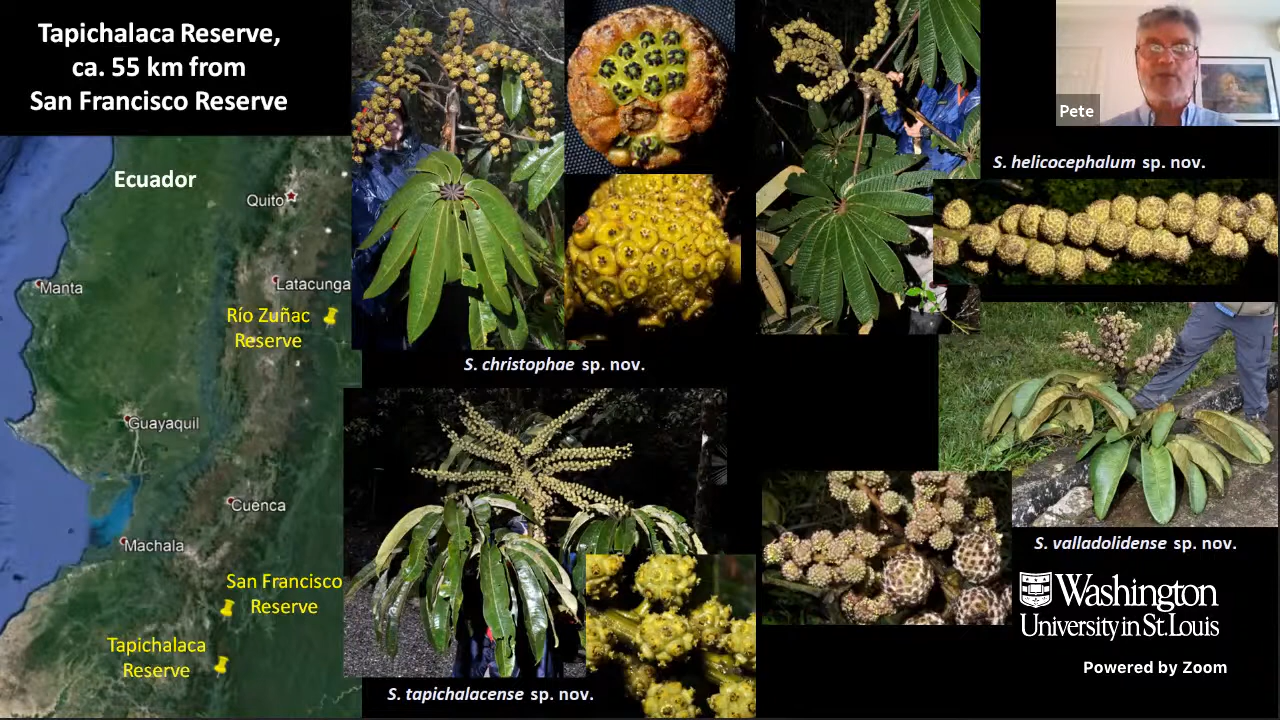 Tapichalaca Reserve,
ca. 55 km from
San Francisco Reserve
Ecuador
Quito
Manta
Latacunga
Río Zuñac
Reserve
Guayaquil
Cuenca
Machala
San Francisco
Reserve
Tapichalaca
Reserve
S. christophae sp. nov.
S. tapichalacense sp. nov.
Pete
S. helicocephalum sp. nov.
S. valladolidense sp. nov.
Washington
University in St. Louis
Powered by Zoom